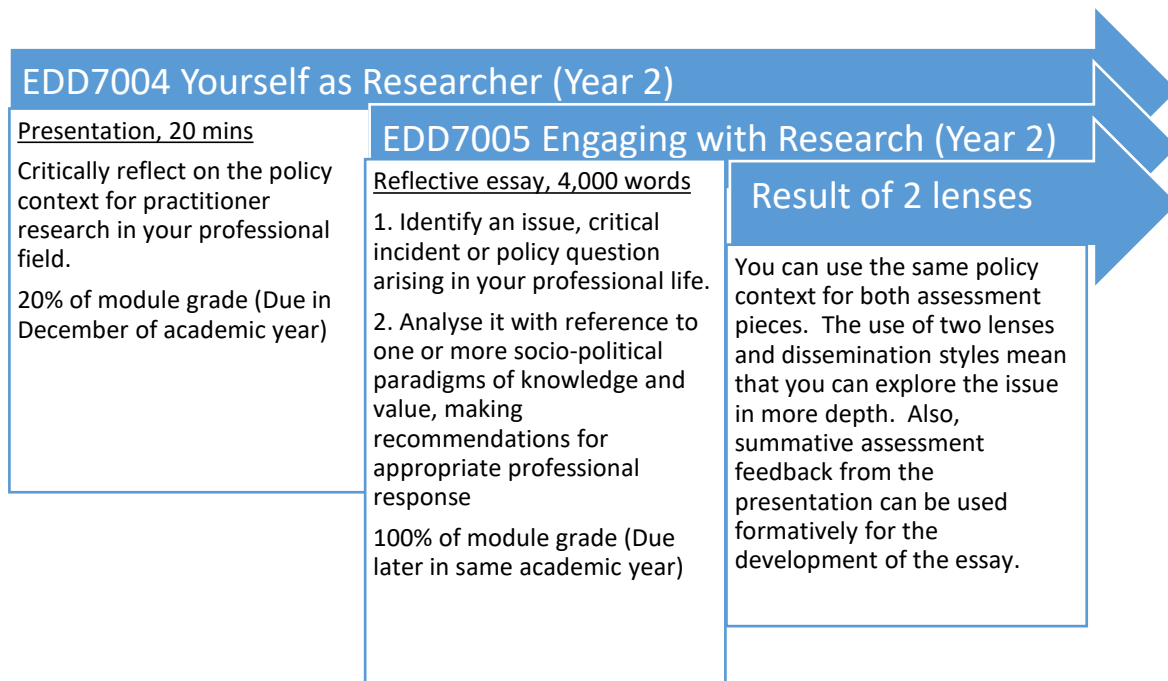 EDD7004 Yourself as Researcher (Year 2)
Presentation, 20 mins
Critically reflect on the policy
context for practitioner
research in your professional
field.
20% of module grade (Due in
December of academic year)
EDD7005 Engaging with Research (Year 2)
Reflective essay, 4,000 words
1. Identify an issue, critical
incident or policy question
arising in your professional life.
2. Analyse it with reference to
one or more socio-political
paradigms of knowledge and
value, making
recommendations for
appropriate professional
response
100% of module grade (Due
later in same academic year)
Result of 2 lenses
You can use the same policy
context for both assessment
pieces.  The use of two lenses
and dissemination styles mean
that you can explore the issue
in more depth.  Also,
summative assessment
feedback from the
presentation can be used
formatively for the
development of the essay.